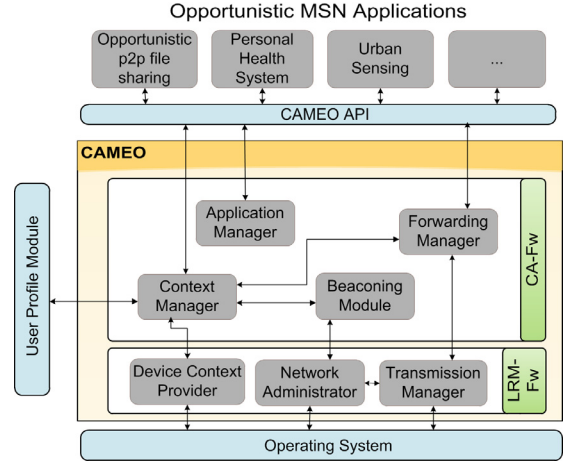 Opportunistic MSN Applications
Opportunistic
p2p file
sharing
Personal
Health
System
Urban
Sensing
...
CAMEO API
CAMEO
Application
Manager
Forwarding
Manager
CA-Fw
User Profile Module
Context
Manager
Beaconing
Module
Device Context
Provider
Network
Administrator
Transmission
Manager
LRM-
Fw
Operating System